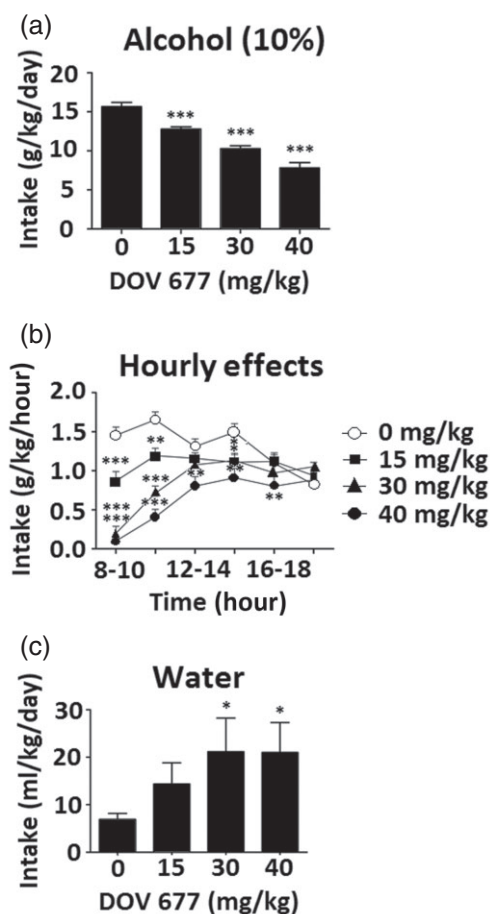 (a)
Alcohol (10%)
Intake (g/kg/day)
20
15
10
5
0
***
***
***
0 15 30 40
DOV 677 (mg/kg)
(b)
Hourly effects
Intake (g/kg/hour)
2.0
1.5
1.0
0.5
0.0
***
**
*
*
***
***
***
***
**
**
**
8-10 12-14 16-18
Time (hour)
0 mg/kg
15 mg/kg
30 mg/kg
40 mg/kg
(c)
Water
Intake (ml/kg/day)
30
20
10
0
*
*
0 15 30 40
DOV 677 (mg/kg)